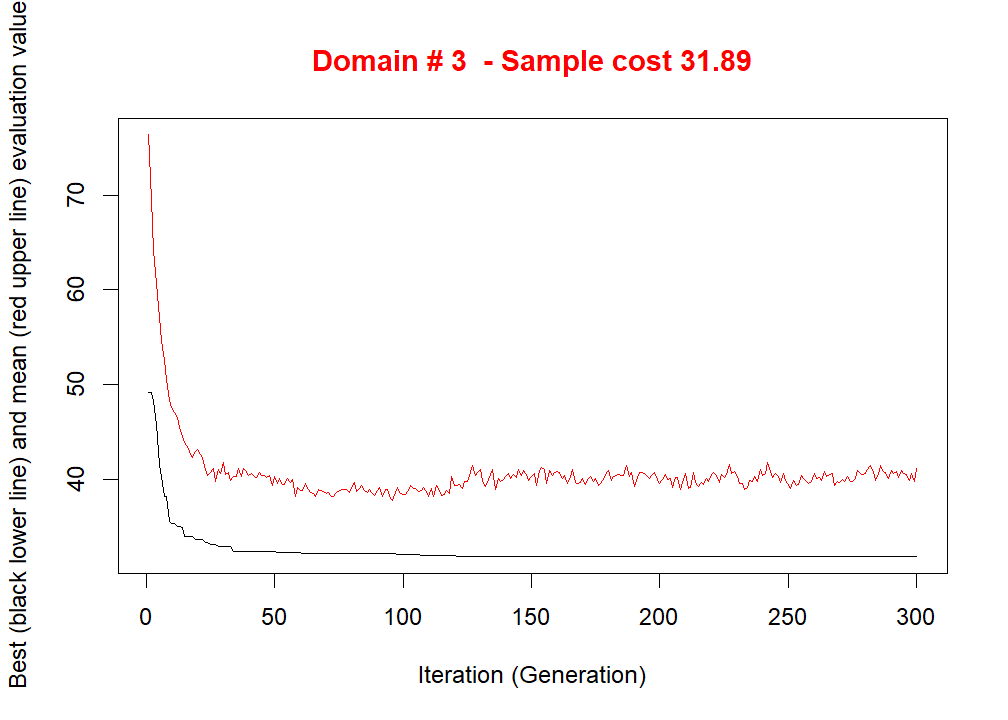 Domain # 3  - Sample cost 31.89
Best (black lower line) and mean (red upper line) evaluation value
70
60
50
40
0 50 100 150 200 250 300
Iteration (Generation)